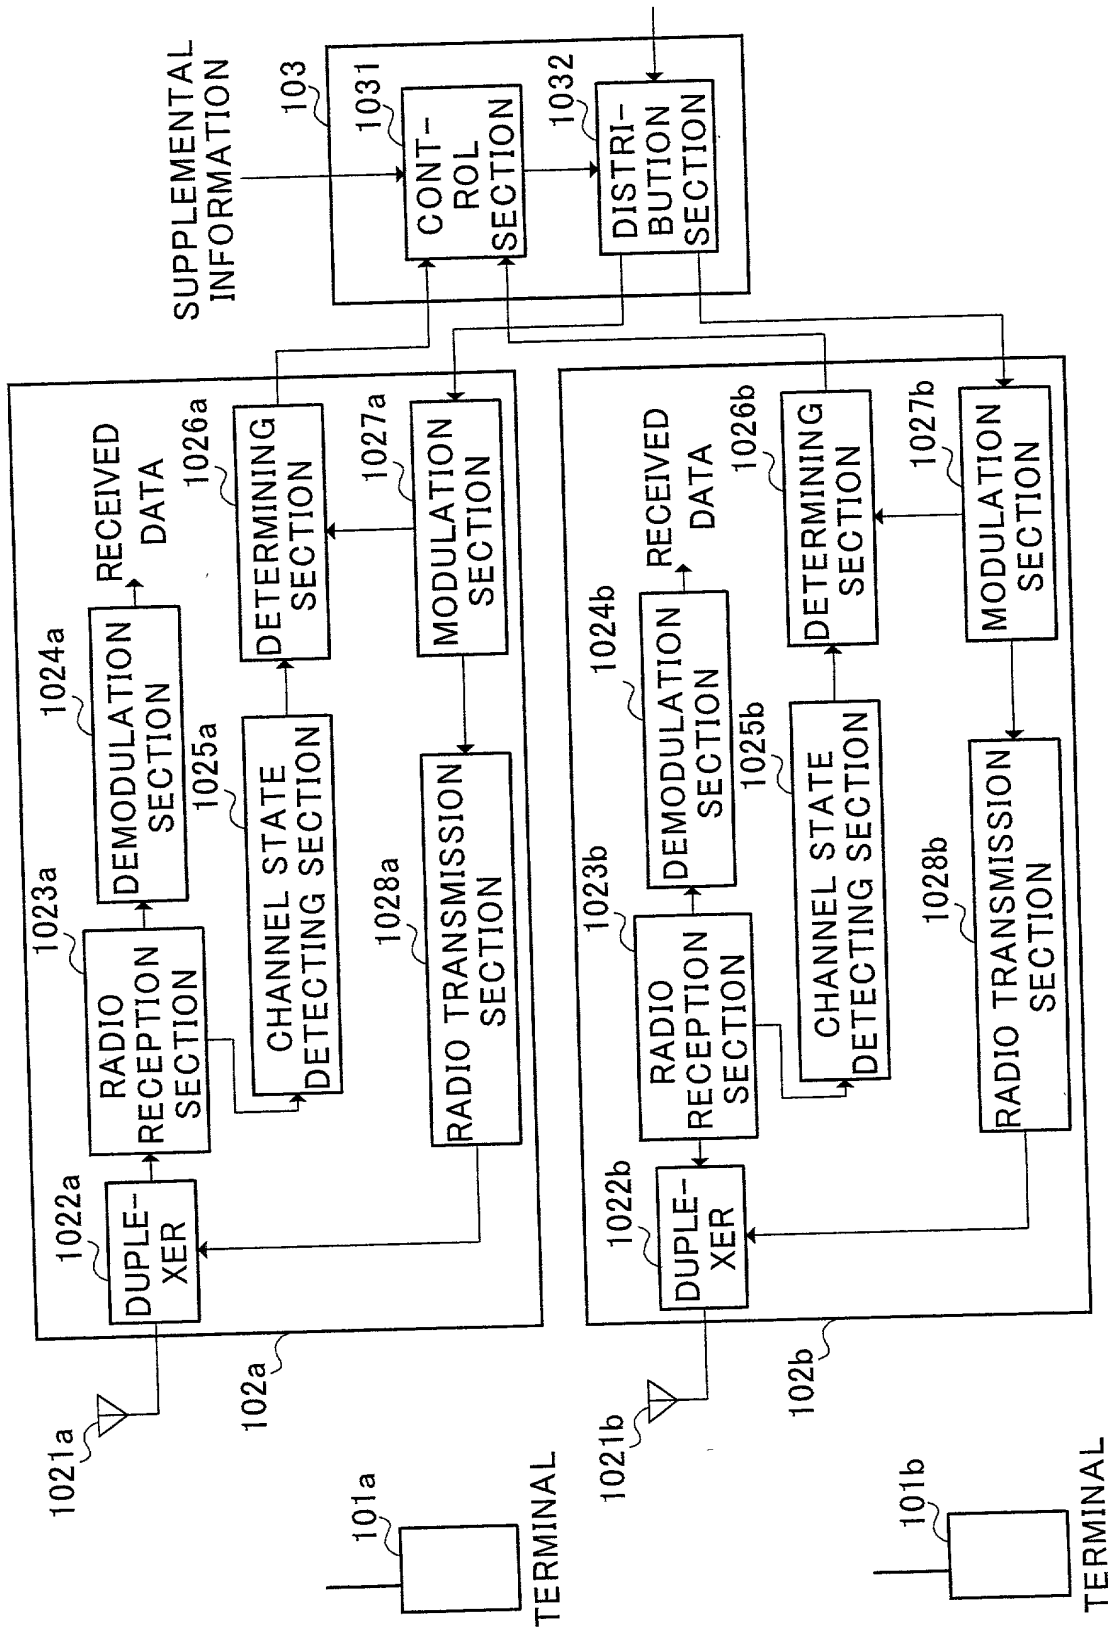 SUPPLEMENTAL
INFORMATION
103
1031
CONT-
ROL
SECTION
1032
DISTRI-
BUTION
SECTION
102a
1021a
1022a
DUPLE-
XER
1023a
RADIO
RECEPTION
SECTION
1024a
DEMODULATION
SECTION
RECEIVED
DATA
1025a
CHANNEL STATE
DETECTING SECTION
1026a
DETERMINING
SECTION
1027a
MODULATION
SECTION
1028a
RADIO TRANSMISSION
SECTION
101a
TERMINAL
102b
1021b
1022b
DUPLE-
XER
1023b
RADIO
RECEPTION
SECTION
1024b
DEMODULATION
SECTION
RECEIVED
DATA
1025b
CHANNEL STATE
DETECTING SECTION
1026b
DETERMINING
SECTION
1027b
MODULATION
SECTION
1028b
RADIO TRANSMISSION
SECTION
101b
TERMINAL